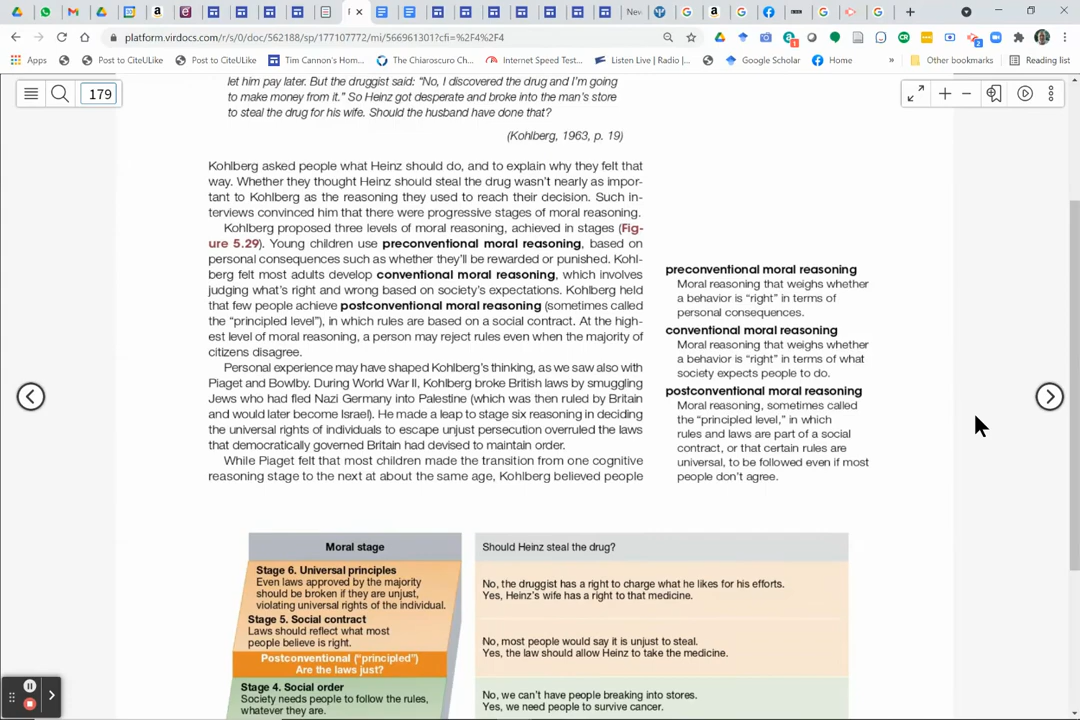 New
platform.virdocs.com/r/s/0/doc/562188/sp/177107772/mi/566961301?cfi=%2F4%2F4
Apps
Post to CiteULike
Post to CiteULike
Tim Cannon's Hom...
The Chiaroscuro Cha...
Internet Speed Test...
Listen Live | Radio |...
Google Scholar
Home
»
Other bookmarks
Reading list
179
let him pay later. But the druggist said: "No, I discovered the drug and I'm going
to make money from it." So Heinz got desperate and broke into the man's store
to steal the drug for his wife. Should the husband have done that?
(Kohlberg, 1963, p. 19)
Kohlberg asked people what Heinz should do, and to explain why they felt that
way. Whether they thought Heinz should steal the drug wasn't nearly as impor-
tant to Kohlberg as the reasoning they used to reach their decision. Such in-
terviews convinced him that there were progressive stages of moral reasoning.
Kohlberg proposed three levels of moral reasoning, achieved in stages (Fig-
ure 5.29). Young children use preconventional moral reasoning, based on
personal consequences such as whether they'll be rewarded or punished. Kohl-
berg felt most adults develop conventional moral reasoning, which involves
judging what's right and wrong based on society's expectations. Kohlberg held
that few people achieve postconventional moral reasoning (sometimes called
the "principled level"), in which rules are based on a social contract. At the high-
est level of moral reasoning, a person may reject rules even when the majority of
citizens disagree.
Personal experience may have shaped Kohlberg's thinking, as we saw also with
Piaget and Bowlby. During World War II, Kohlberg broke British laws by smuggling
Jews who had fled Nazi Germany into Palestine (which was then ruled by Britain
and would later become Israel). He made a leap to stage six reasoning in deciding
the universal rights of individuals to escape unjust persecution overruled the laws
that democratically governed Britain had devised to maintain order.
While Piaget felt that most children made the transition from one cognitive
reasoning stage to the next at about the same age, Kohlberg believed people
preconventional moral reasoning
Moral reasoning that weighs whether
a behavior is "right" in terms of
personal consequences.
conventional moral reasoning
Moral reasoning that weighs whether
a behavior is "right" in terms of what
society expects people to do.
postconventional moral reasoning
Moral reasoning, sometimes called
the "principled level," in which
rules and laws are part of a social
contract, or that certain rules are
universal, to be followed even if most
people don't agree.
Moral stage
Should Heinz steal the drug?
Stage 6. Universal principles
Even laws approved by the majority
should be broken if they are unjust,
violating universal rights of the individual.
No, the druggist has a right to charge what he likes for his efforts.
Yes, Heinz's wife has a right to that medicine.
Stage 5. Social contract
Laws should reflect what most
people believe is right.
No, most people would say it is unjust to steal.
Yes, the law should allow Heinz to take the medicine.
Postconventional ("principled")
Are the laws just?
Stage 4. Social order
Society needs people to follow the rules,
whatever they are.
No, we can't have people breaking into stores.
Yes, we need people to survive cancer.